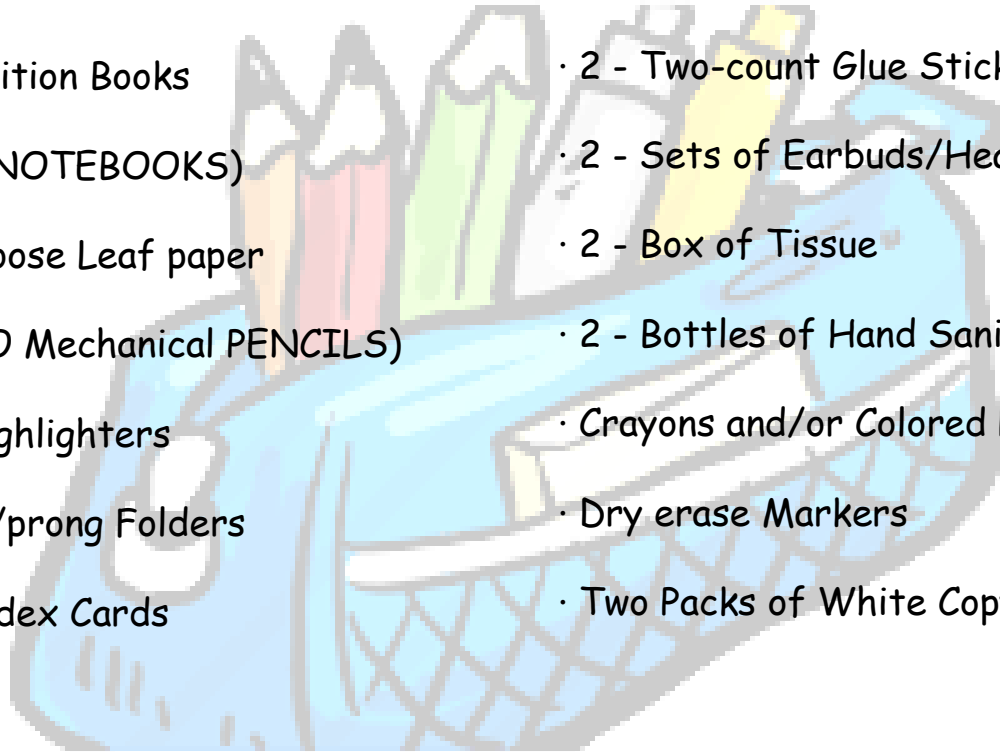 ition Books
NOTEBOOKS)
oose Leaf paper
Mechanical PENCILS)
ghlighters
/prong Folders
dex Cards
· 2 - Two-count Glue Stick
· 2 - Sets of Earbuds/Hea
· 2 - Box of Tissue
· 2 - Bottles of Hand Sani
· Crayons and/or Colored
· Dry erase Markers
· Two Packs of White Cop